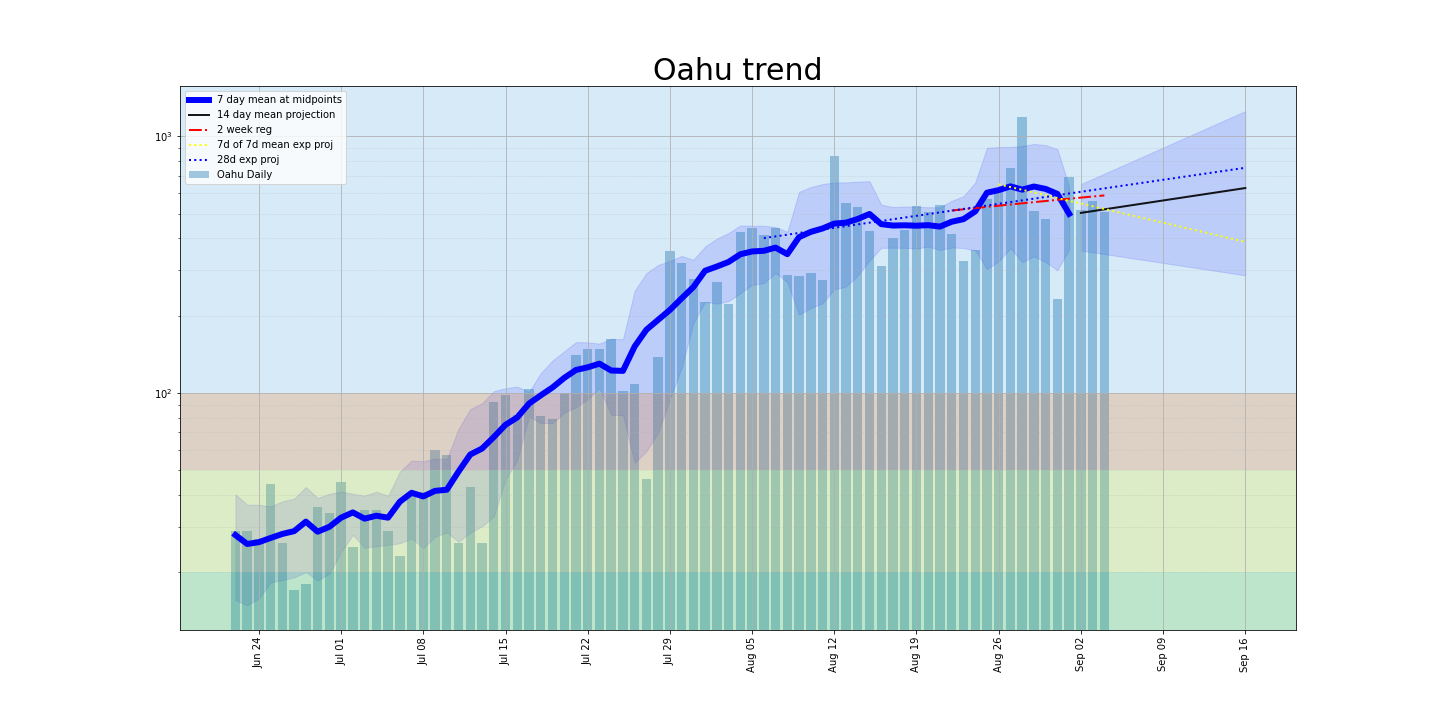 Oahu trend
7 day mean at midpoints
14 day mean projection
2 week reg
7d of 7d mean exp proj
28d exp proj
Oahu Daily
10³
10²
Jun 24
Jul 01
Jul 08
Jul 15
Jul 22
Jul 29
Aug 05
Aug 12
Aug 19
Aug 26
Sep 02
Sep 09
Sep 16